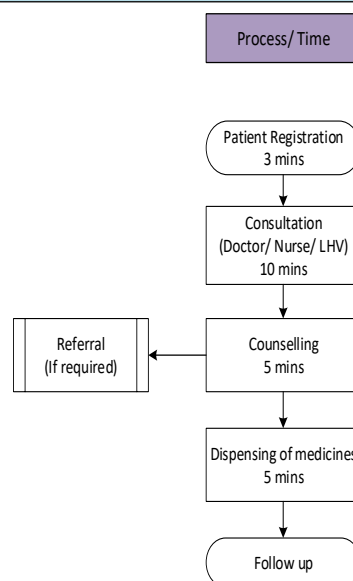 Process/ Time
Patient Registration
3 mins
Consultation
(Doctor/ Nurse/ LHV)
10 mins
Referral
(If required)
Counselling
5 mins
Dispensing of medicines
5 mins
Follow up